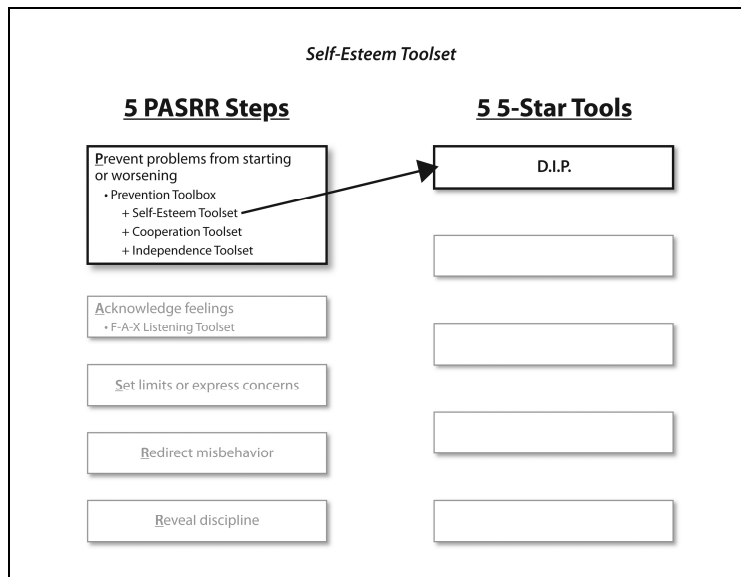 Self-Esteem Toolset
5 PASRR Steps
5 5-Star Tools
Prevent problems from starting
or worsening
• Prevention Toolbox
+ Self-Esteem Toolset
+ Cooperation Toolset
+ Independence Toolset
D.I.P.
Acknowledge feelings
• F-A-X Listening Toolset
Set limits or express concerns
Redirect misbehavior
Reveal discipline